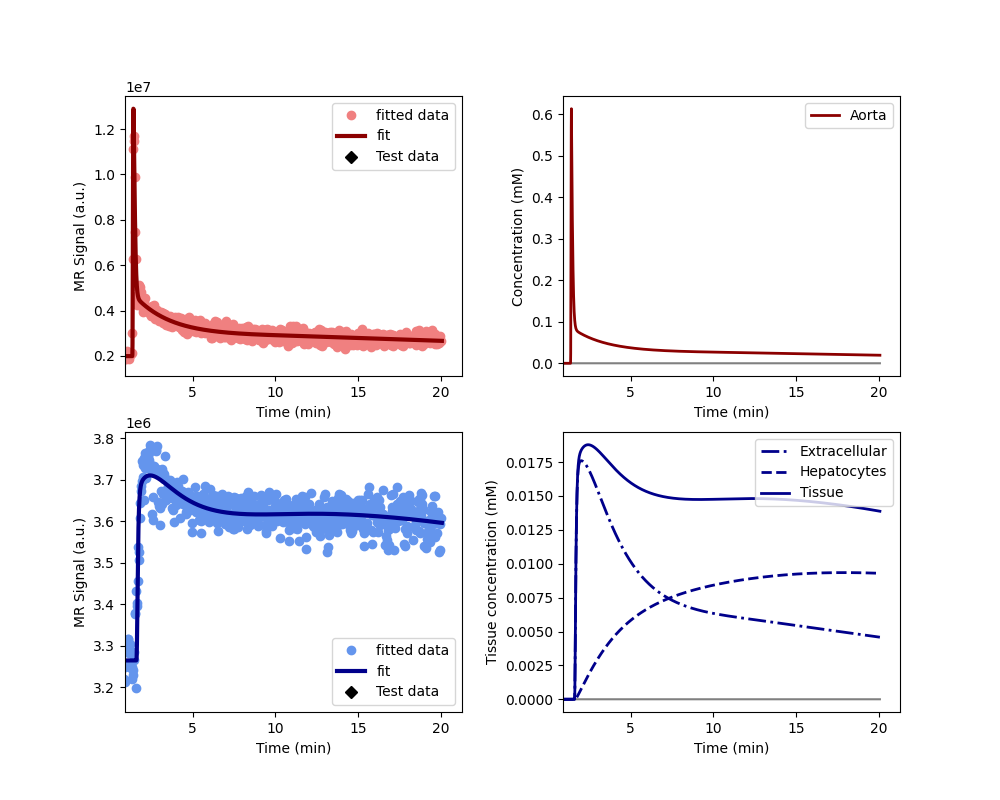 1e7
MR Signal (a.u.)
1.2
1.0
0.8
0.6
0.4
0.2
5
10
15
20
Time (min)
fitted data
fit
Test data
Concentration (mM)
0.6
0.5
0.4
0.3
0.2
0.1
0.0
5
10
15
20
Time (min)
Aorta
1e6
MR Signal (a.u.)
3.8
3.7
3.6
3.5
3.4
3.3
3.2
5
10
15
20
Time (min)
fitted data
fit
Test data
Tissue concentration (mM)
0.0175
0.0150
0.0125
0.0100
0.0075
0.0050
0.0025
0.0000
5
10
15
20
Time (min)
Extracellular
Hepatocytes
Tissue